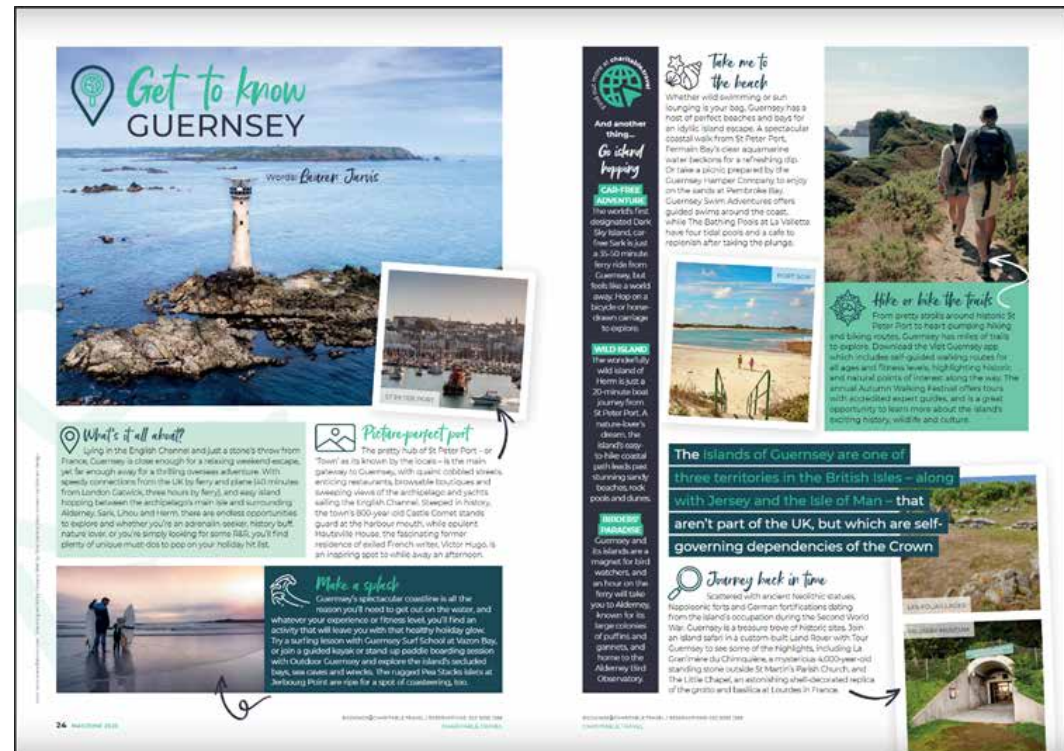 Get to know
GUERNSEY
Words: Lauren Jarvis
ST PETER PORT
What's it all about?
Lying in the English Channel and just a stone's throw from
France, Guernsey is close enough for a relaxing weekend escape,
yet far enough away for a thrilling overseas adventure. With
speedy connections from the UK by ferry and plane (40 minutes
from London Gatwick, three hours by ferry), and easy island
hopping between the archipelago's main isle and surrounding
Alderney, Sark, Lihou and Herm, there are endless opportunities
to explore and whether you're an adrenalin seeker, history buff,
nature lover, or you're simply looking for some R&R, you'll find
plenty of unique must-dos to pop on your holiday hit list.
Picture-perfect port
The pretty hub of St Peter Port – or
'Town' as its known by the locals – is the main
gateway to Guernsey, with quaint cobbled streets,
enticing restaurants, browsable boutiques and
sweeping views of the archipelago and yachts
sailing the English Channel. Steeped in history,
the town's 800-year old Castle Cornet stands
guard at the harbour mouth, while opulent
Hauteville House, the fascinating former
residence of exiled French writer, Victor Hugo, is
an inspiring spot to while away an afternoon.
Make a splash
Guernsey's spectacular coastline is all the
reason you'll need to get out on the water, and
whatever your experience or fitness level, you'll find an
activity that will leave you with that healthy holiday glow.
Try a surfing lesson with Guernsey Surf School at Vazon Bay,
or join a guided kayak or stand up paddle boarding session
with Outdoor Guernsey and explore the island's secluded
bays, sea caves and wrecks. The rugged Pea Stacks islets at
Jerbourg Point are ripe for a spot of coasteering, too.
24
CHARITABLE.TRAVEL
find out more at charitable.travel
And another
thing...
Go island
hopping
CAR-FREE
ADVENTURE
The world's first
designated Dark
Sky Island, car-
free Sark is just
a 35-50 minute
ferry ride from
Guernsey, but
feels like a world
away. Hop on a
bicycle or horse-
drawn carriage
to explore.
WILD ISLAND
The wonderfully
wild island of
Herm is just a
20-minute boat
journey from
St Peter Port. A
nature-lover's
dream, the
island's easy-
to-hike coastal
path leads past
stunning sandy
beaches, rock
pools and dunes.
BIRDERS'
PARADISE
Guernsey and
its islands are a
magnet for bird
watchers, and
an hour on the
ferry will take
you to Alderney,
known for its
large colonies
of puffins and
gannets, and
home to the
Alderney Bird
Observatory.
Take me to
the beach
Whether wild swimming or sun
lounging is your bag, Guernsey has a
host of perfect beaches and bays for
an idyllic island escape. A spectacular
coastal walk from St Peter Port,
Fermain Bay's clear aquamarine
water beckons for a refreshing dip.
Or take a picnic prepared by the
Guernsey Hamper Company to enjoy
on the sands at Pembroke Bay.
Guernsey Swim Adventures offers
guided swims around the coast,
while The Bathing Pools at La Vallette
have four tidal pools and a cafe to
replenish after taking the plunge.
PORT SOIF
Hike or bike the trails
From pretty strolls around historic St
Peter Port to heart-pumping hiking
and biking routes, Guernsey has miles of trails
to explore. Download the Visit Guernsey app
which includes self-guided walking routes for
all ages and fitness levels, highlighting historic
and natural points of interest along the way. The
annual Autumn Walking Festival offers tours
with accredited expert guides, and is a great
opportunity to learn more about the island's
exciting history, wildlife and culture.
The Islands of Guernsey are one of
three territories in the British Isles – along
with Jersey and the Isle of Man – that
aren't part of the UK, but which are self-
governing dependencies of the Crown
Journey back in time
Scattered with ancient Neolithic statues,
Napoleonic forts and German fortifications dating
from the island's occupation during the Second World
War, Guernsey is a treasure trove of historic sites. Join
an island safari in a custom-built Land Rover with Tour
Guernsey to see some of the highlights, including La
Gran'mère du Chimquière, a mysterious 4,000-year-old
standing stone outside St Martin's Parish Church, and
The Little Chapel, an astonishing shell-decorated replica
of the grotto and basilica at Lourdes in France.
LES FOUAILLAGES
CHARITABLE.TRAVEL